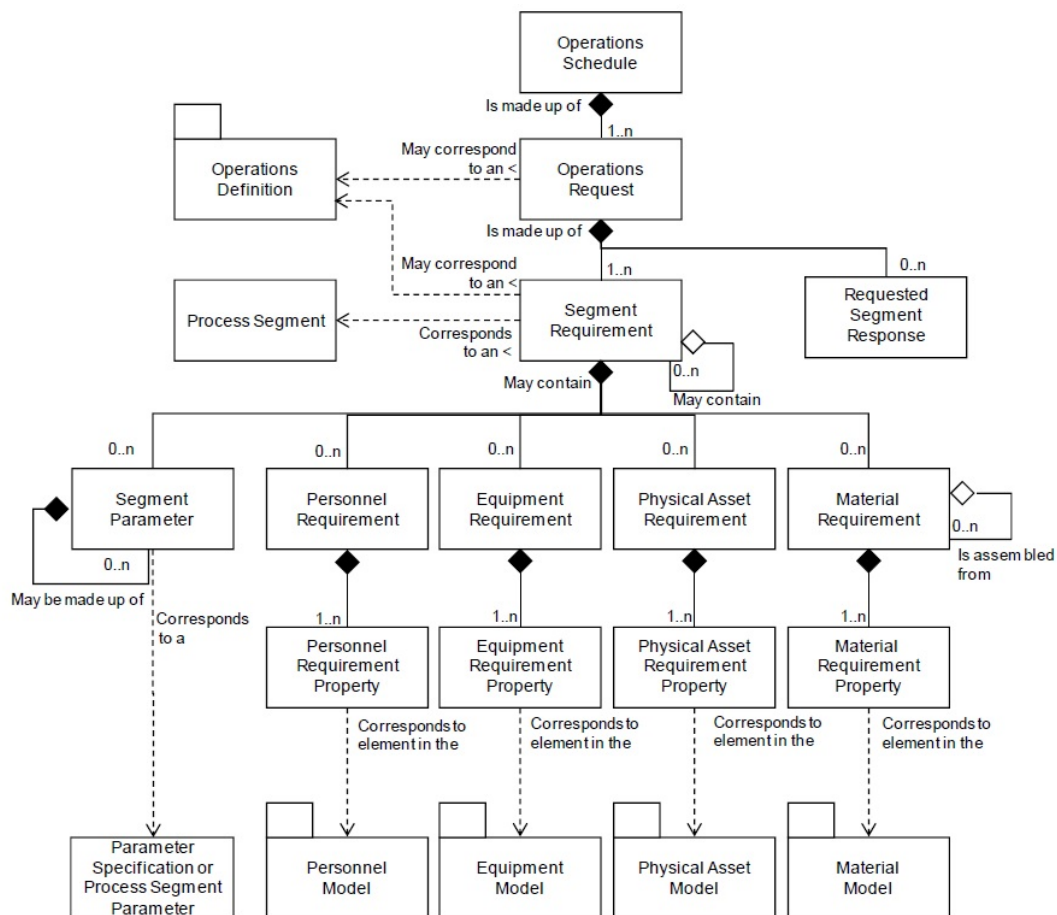 Operations
Schedule
Is made up of
1..n
May correspond
to an <
Operations
Definition
Operations
Request
Is made up of
May correspond
to an <
1..n
0..n
Process Segment
Segment
Requirement
Requested
Segment
Response
Corresponds
to an <
0..n
May contain
May contain
0..n
0..n
0..n
0..n
0..n
Segment
Parameter
Personnel
Requirement
Equipment
Requirement
Physical Asset
Requirement
Material
Requirement
0..n
0..n
Is assembled
from
May be made up of
Corresponds
to a
1..n
1..n
1..n
1..n
Personnel
Requirement
Property
Equipment
Requirement
Property
Physical Asset
Requirement
Property
Material
Requirement
Property
Corresponds to
element in the
Corresponds to
element in the
Corresponds to
element in the
Corresponds to
element in the
Parameter
Specification or
Process Segment
Parameter
Personnel
Model
Equipment
Model
Physical Asset
Model
Material
Model